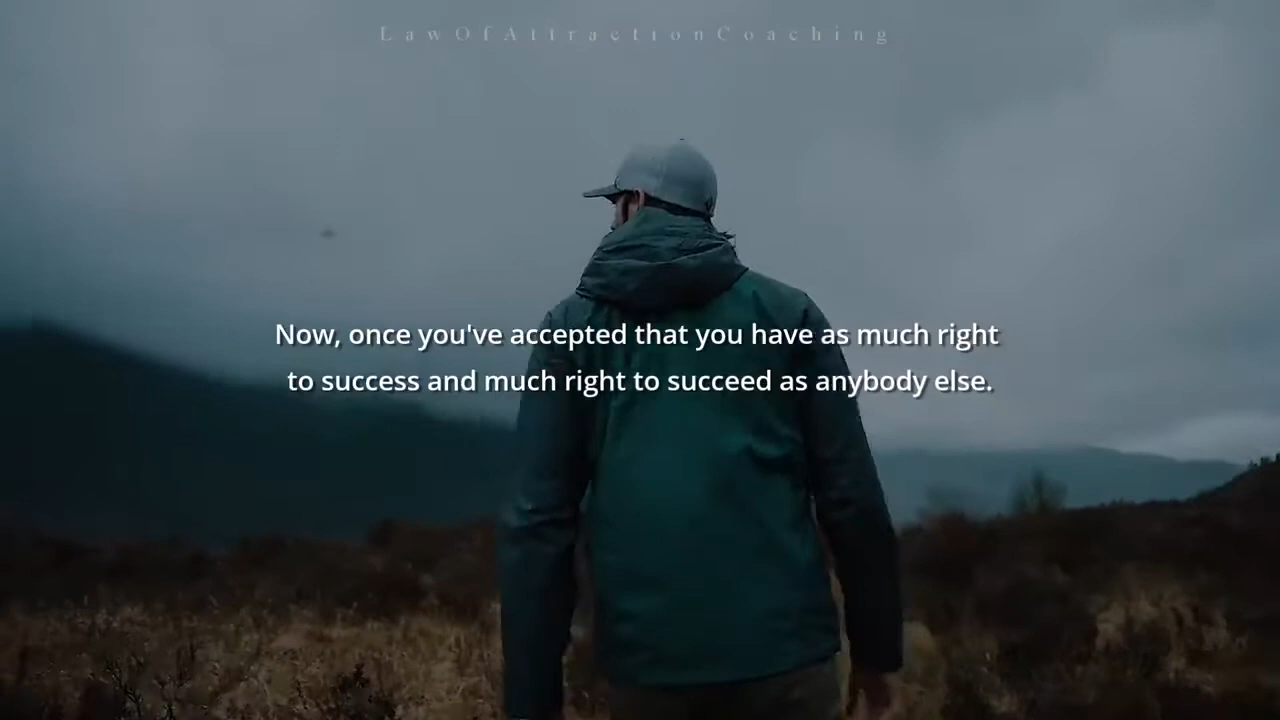 LawOfAttractionCoaching
Now, once you've accepted that you have as much right
to success and much right to succeed as anybody else.